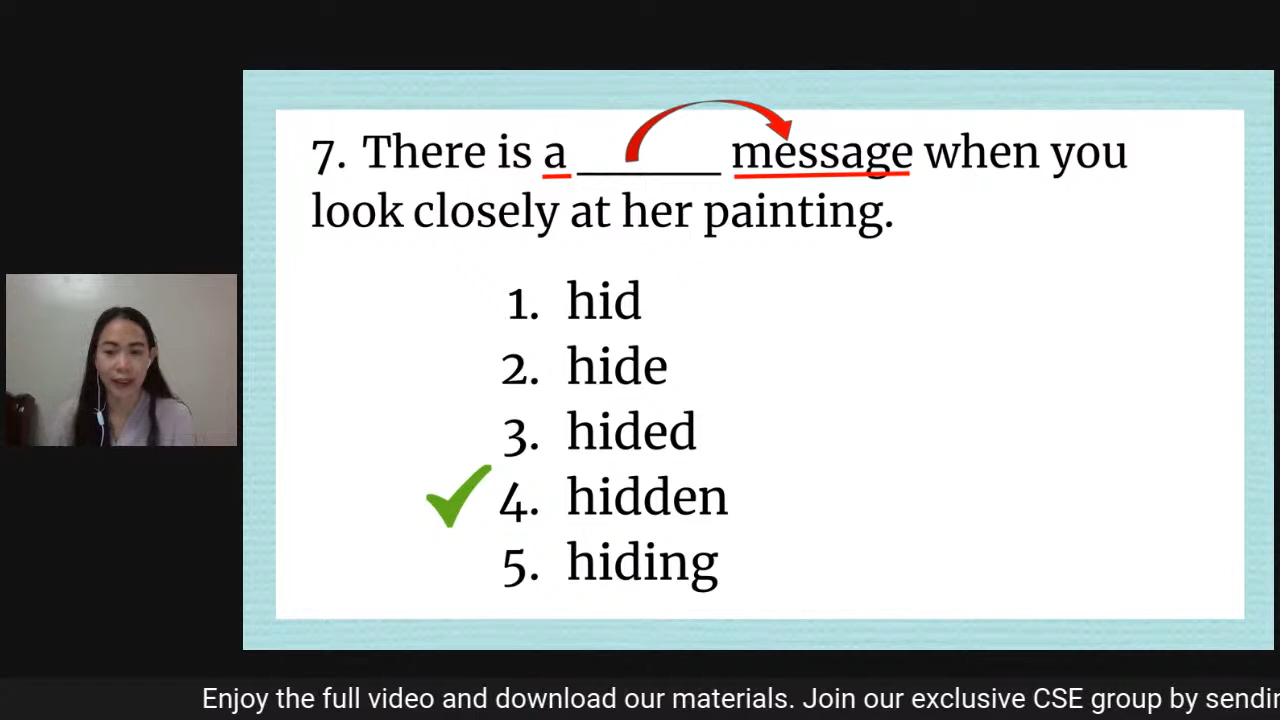 7. There is a ______ message when you
look closely at her painting.
1. hid
2. hide
3. hided
4. hidden
5. hiding
Enjoy the full video and download our materials. Join our exclusive CSE group by sendin